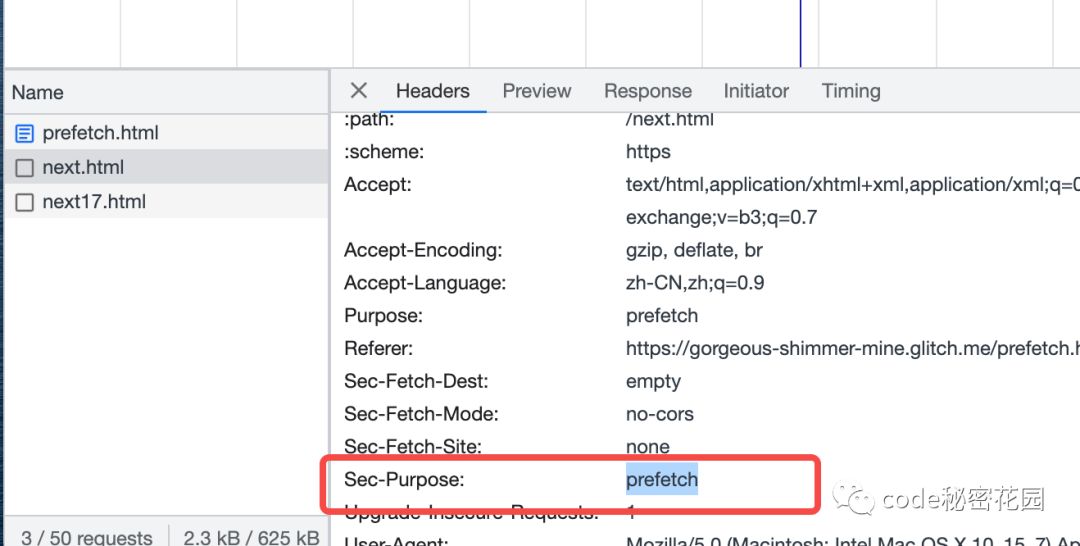 Name
prefetch.html
next.html
next17.html
3 / 50 requests 2.3 kB / 625 kB
Headers Preview Response Initiator Timing
:path: /next.html
:scheme: https
Accept: text/html,application/xhtml+xml,application/xml;q=0
exchange;v=b3;q=0.7
Accept-Encoding: gzip, deflate, br
Accept-Language: zh-CN,zh;q=0.9
Purpose: prefetch
Referer: https://gorgeous-shimmer-mine.glitch.me/prefetch.h
Sec-Fetch-Dest: empty
Sec-Fetch-Mode: no-cors
Sec-Fetch-Site: none
Sec-Purpose: prefetch
Upgrade-Insecure-Requests: 1
User-Agent: Mozilla/5.0 (Macintosh; Intel Mac OS X 10_15_7) Ap
code秘密花园